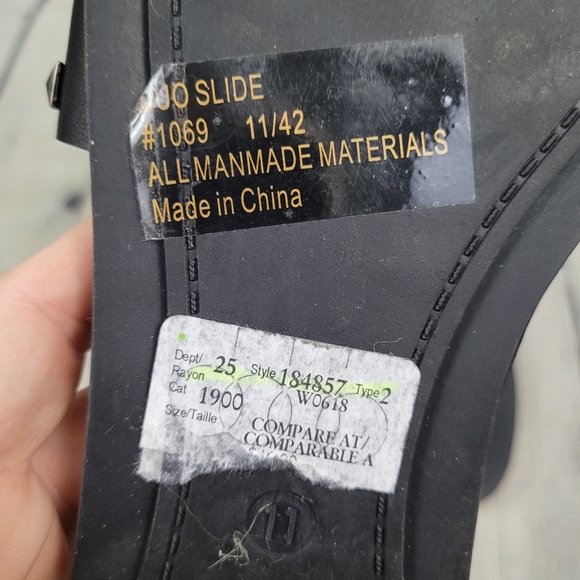 DUO SLIDE
#1069 11/42
ALL MANMADE MATERIALS
Made in China
Dept/ Rayon 25 Style 184857 Type 2
Cat 1900 W0618
Size/Taille
COMPARE AT/
COMPARABLE A
11